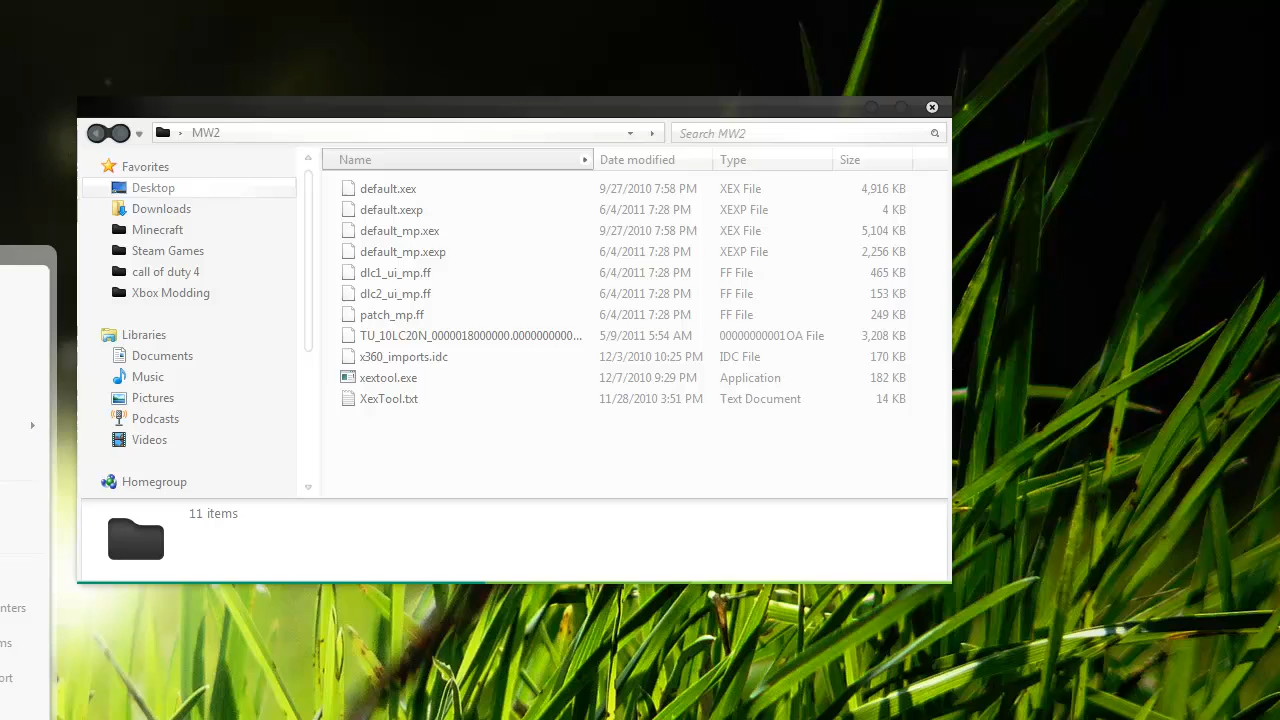 MW2
Search MW2
Favorites
Desktop
Downloads
Minecraft
Steam Games
call of duty 4
Xbox Modding
Libraries
Documents
Music
Pictures
Podcasts
Videos
Homegroup
Name Date modified Type Size
default.xex 9/27/2010 7:58 PM XEX File 4,916 KB
default.xexp 6/4/2011 7:28 PM XEXP File 4 KB
default_mp.xex 9/27/2010 7:58 PM XEX File 5,104 KB
default_mp.xexp 6/4/2011 7:28 PM XEXP File 2,256 KB
dlc1_ui_mp.ff 6/4/2011 7:28 PM FF File 465 KB
dlc2_ui_mp.ff 6/4/2011 7:28 PM FF File 153 KB
patch_mp.ff 6/4/2011 7:28 PM FF File 249 KB
TU_10LC20N_0000018000000.0000000000... 5/9/2011 5:54 AM 00000000001OA File 3,208 KB
x360_imports.idc 12/3/2010 10:25 PM IDC File 170 KB
xextool.exe 12/7/2010 9:29 PM Application 182 KB
XexTool.txt 11/28/2010 3:51 PM Text Document 14 KB
11 items
nters
ms
ort